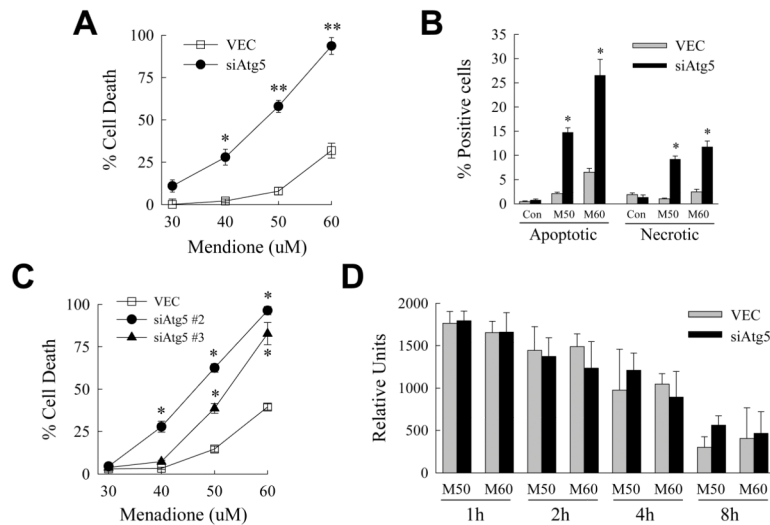 A
VEC
siAtg5
% Cell Death
100
75
50
25
0
*
**
**
30 40 50 60
Mendione (uM)
B
VEC
siAtg5
% Positive cells
35
30
25
20
15
10
5
0
*
*
*
*
Con M50 M60 Con M50 M60
Apoptotic Necrotic
C
VEC
siAtg5 #2
siAtg5 #3
% Cell Death
100
75
50
25
0
*
*
*
*
*
30 40 50 60
Menadione (uM)
D
VEC
siAtg5
Relative Units
2000
1500
1000
500
0
M50 M60 M50 M60 M50 M60 M50 M60
1h 2h 4h 8h